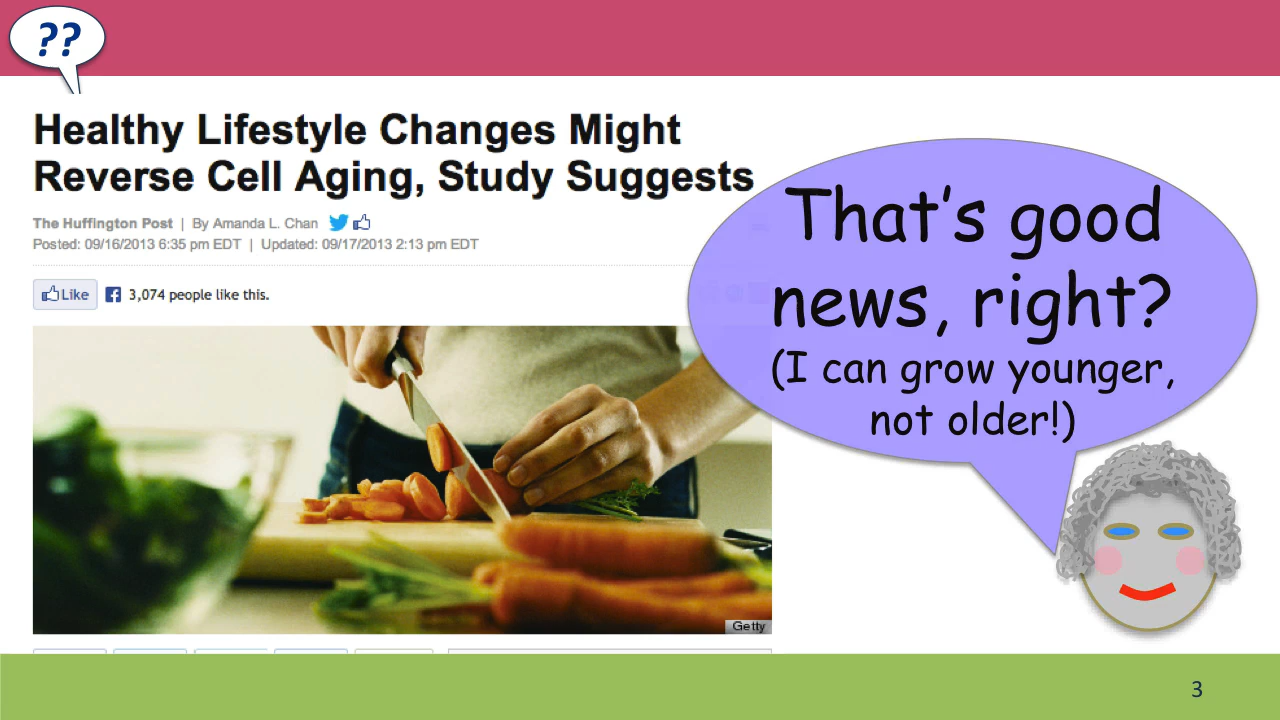 ??
Healthy Lifestyle Changes Might
Reverse Cell Aging, Study Suggests
The Huffington Post | By Amanda L. Chan
Posted: 09/16/2013 6:35 pm EDT | Updated: 09/17/2013 2:13 pm EDT
Like 3,074 people like this.
That's good
news, right?
(I can grow younger,
not older!)
Getty
3